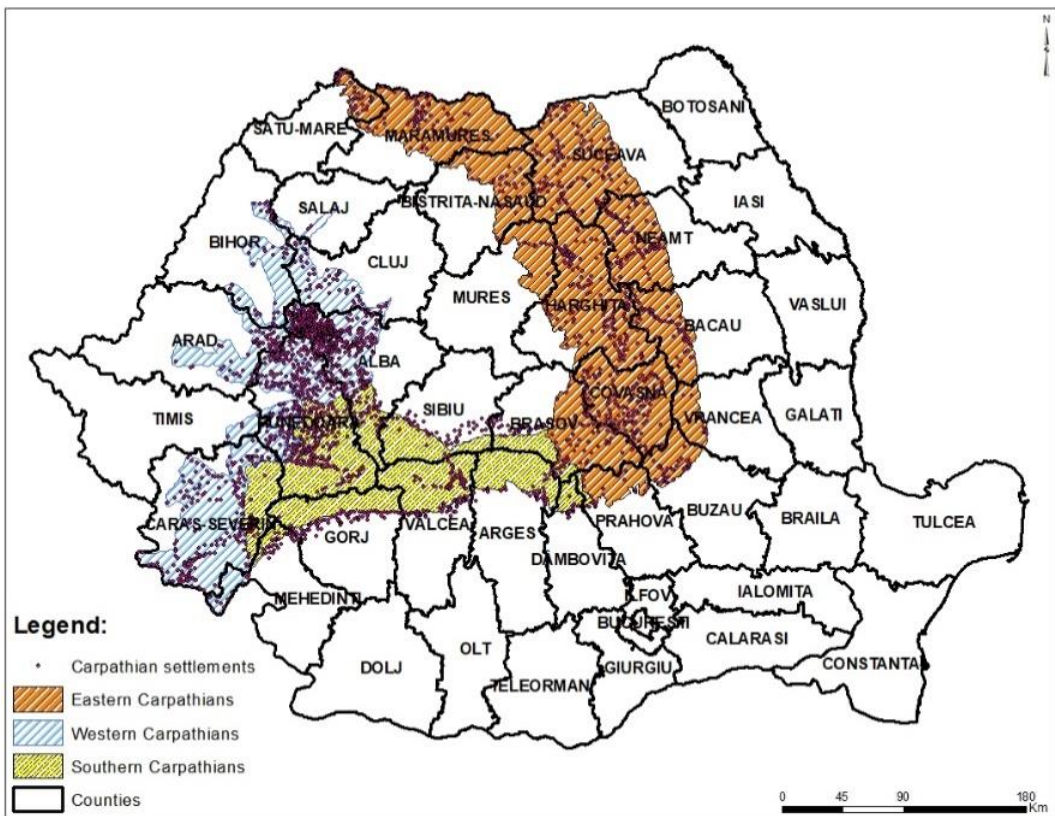 N
BOTOSANI
SATU-MARE
MARAMURES
SUCEAVA
SALAJ
BISTRITA-NASAUD
IASI
BIHOR
CLUJ
NEAMT
MURES
HARGHITA
VASLUI
ARAD
BACAU
ALBA
COVASNA
TIMIS
HUNEDOARA
SIBIU
BRASOV
VRANCEA
GALATI
CARAS-SEVERIN
GORJ
VALCEA
ARGES
PRAHOVA
BUZAU
BRAILA
TULCEA
DAMBOVITA
MEHEDINTI
ILFOV
IALOMITA
BUCURESTI
CALARASI
DOLJ
OLT
TELEORMAN
GIURGIU
CONSTANTA
Legend:
Carpathian settlements
Eastern Carpathians
Western Carpathians
Southern Carpathians
Counties
0 45 90 180
Km